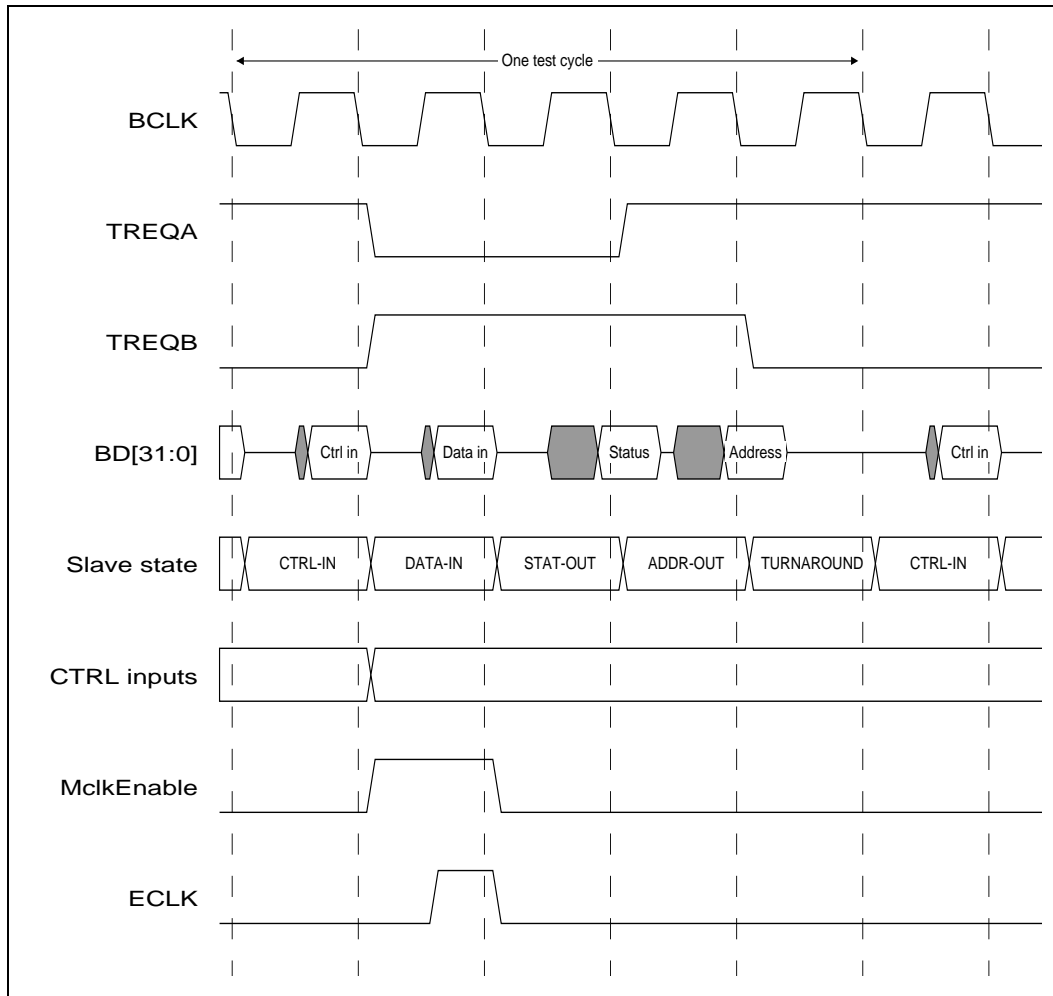 One test cycle
BCLK
TREQA
TREQB
BD[31:0] Ctrl in Data in Status Address Ctrl in
Slave state CTRL-IN DATA-IN STAT-OUT ADDR-OUT TURNAROUND CTRL-IN
CTRL inputs
MclkEnable
ECLK